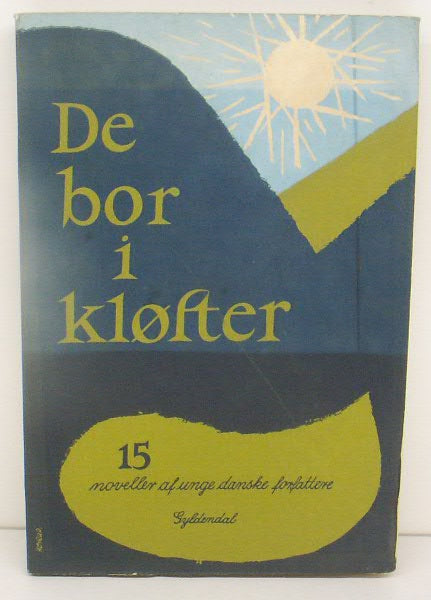 De
bor
i
kløfter
15
noveller af unge danske forfattere
Gyldendal